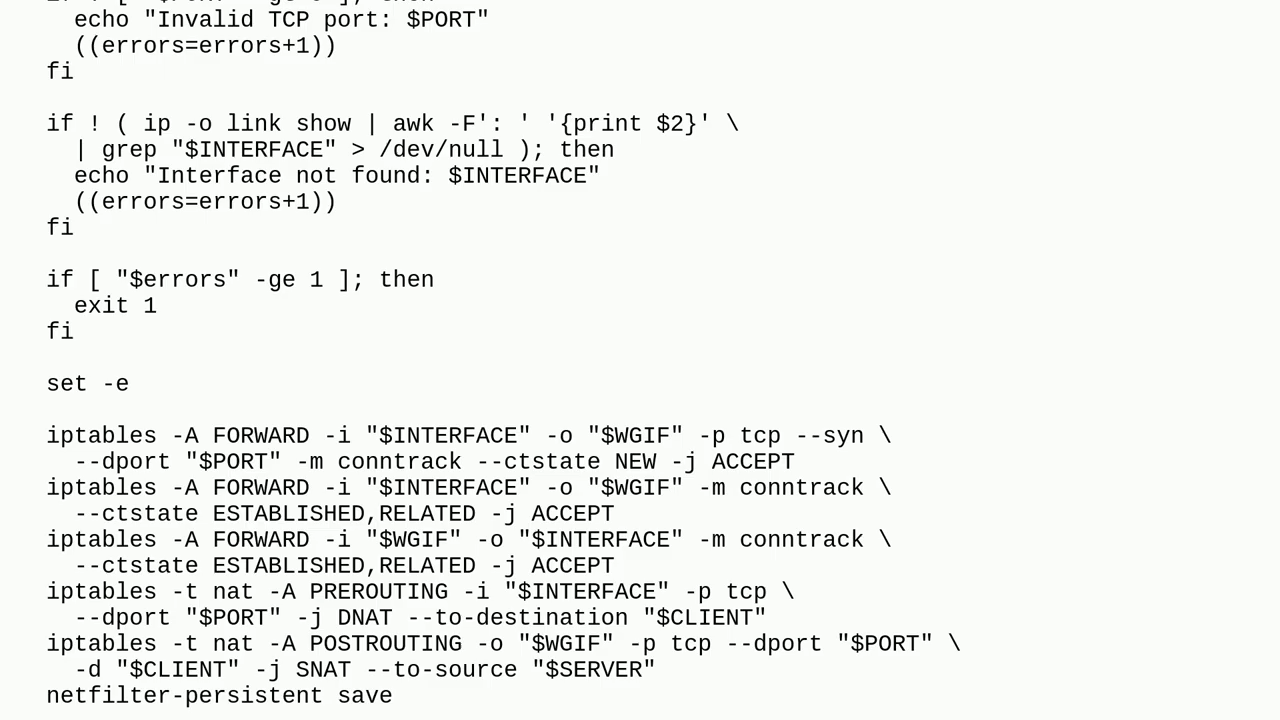 echo "Invalid TCP port: $PORT"
((errors=errors+1))
fi
if ! ( ip -o link show | awk -F': ' '{print $2}' \
| grep "$INTERFACE" > /dev/null ); then
echo "Interface not found: $INTERFACE"
((errors=errors+1))
fi
if [ "$errors" -ge 1 ]; then
exit 1
fi
set -e
iptables -A FORWARD -i "$INTERFACE" -o "$WGIF" -p tcp --syn \
--dport "$PORT" -m conntrack --ctstate NEW -j ACCEPT
iptables -A FORWARD -i "$INTERFACE" -o "$WGIF" -m conntrack \
--ctstate ESTABLISHED,RELATED -j ACCEPT
iptables -A FORWARD -i "$WGIF" -o "$INTERFACE" -m conntrack \
--ctstate ESTABLISHED,RELATED -j ACCEPT
iptables -t nat -A PREROUTING -i "$INTERFACE" -p tcp \
--dport "$PORT" -j DNAT --to-destination "$CLIENT"
iptables -t nat -A POSTROUTING -o "$WGIF" -p tcp --dport "$PORT" \
-d "$CLIENT" -j SNAT --to-source "$SERVER"
netfilter-persistent save